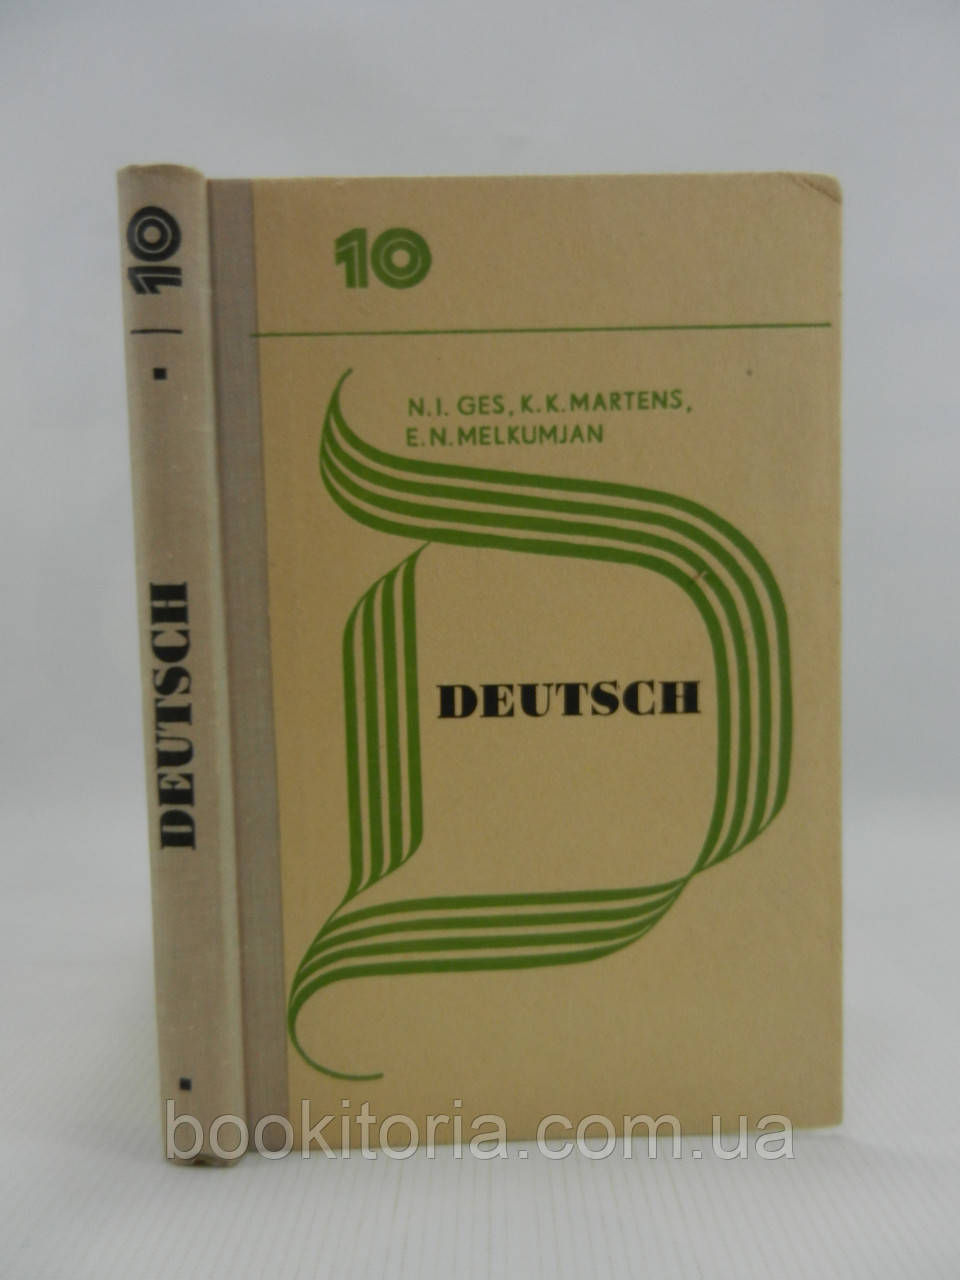 10
DEUTSCH
10
N.I. GES, K.K. MARTENS,
E.N. MELKUMJAN
DEUTSCH
bookitoria.com.ua